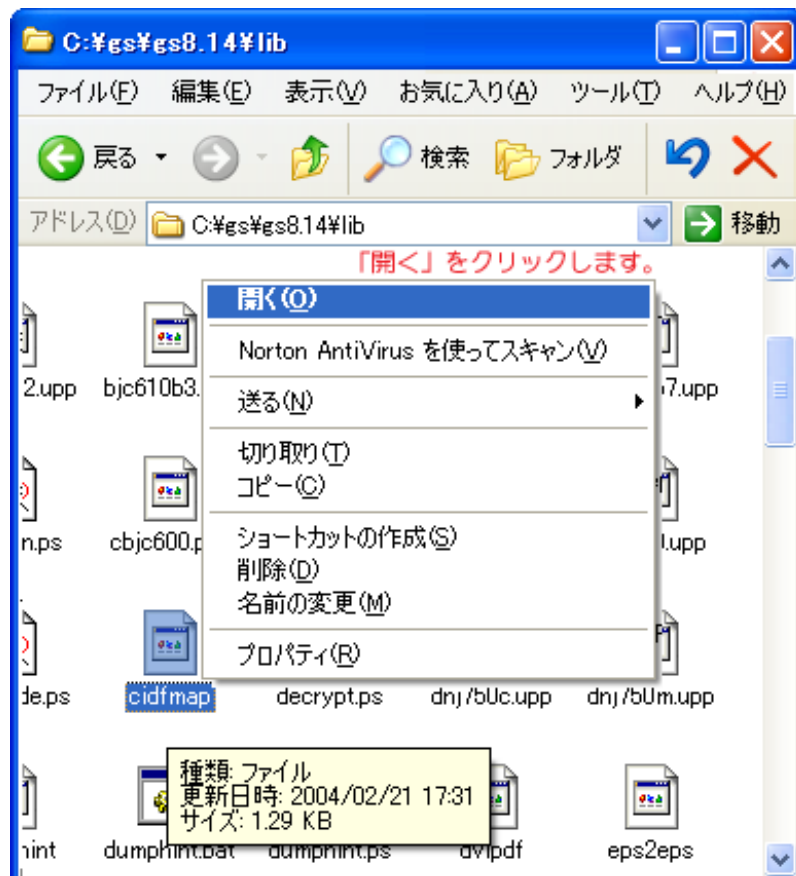 C:¥gs¥gs8.14¥lib
ファイル(F) 編集(E) 表示(V) お気に入り(A) ツール(T) ヘルプ(H)
戻る 検索 フォルダ
アドレス(D) C:¥gs¥gs8.14¥lib 移動
「開く」をクリックします。
開く(O)
Norton AntiVirus を使ってスキャン(V)
送る(N)
切り取り(T)
コピー(C)
ショートカットの作成(S)
削除(D)
名前の変更(M)
プロパティ(R)
2.upp bjc610b3. 7.upp
n.ps cbjc600.p .upp
de.ps cidfmap decrypt.ps dnj750c.upp dnj750m.upp
種類: ファイル
更新日時: 2004/02/21 17:31
サイズ: 1.29 KB
hint dumphint.bat dumphint.ps dvipdf eps2eps